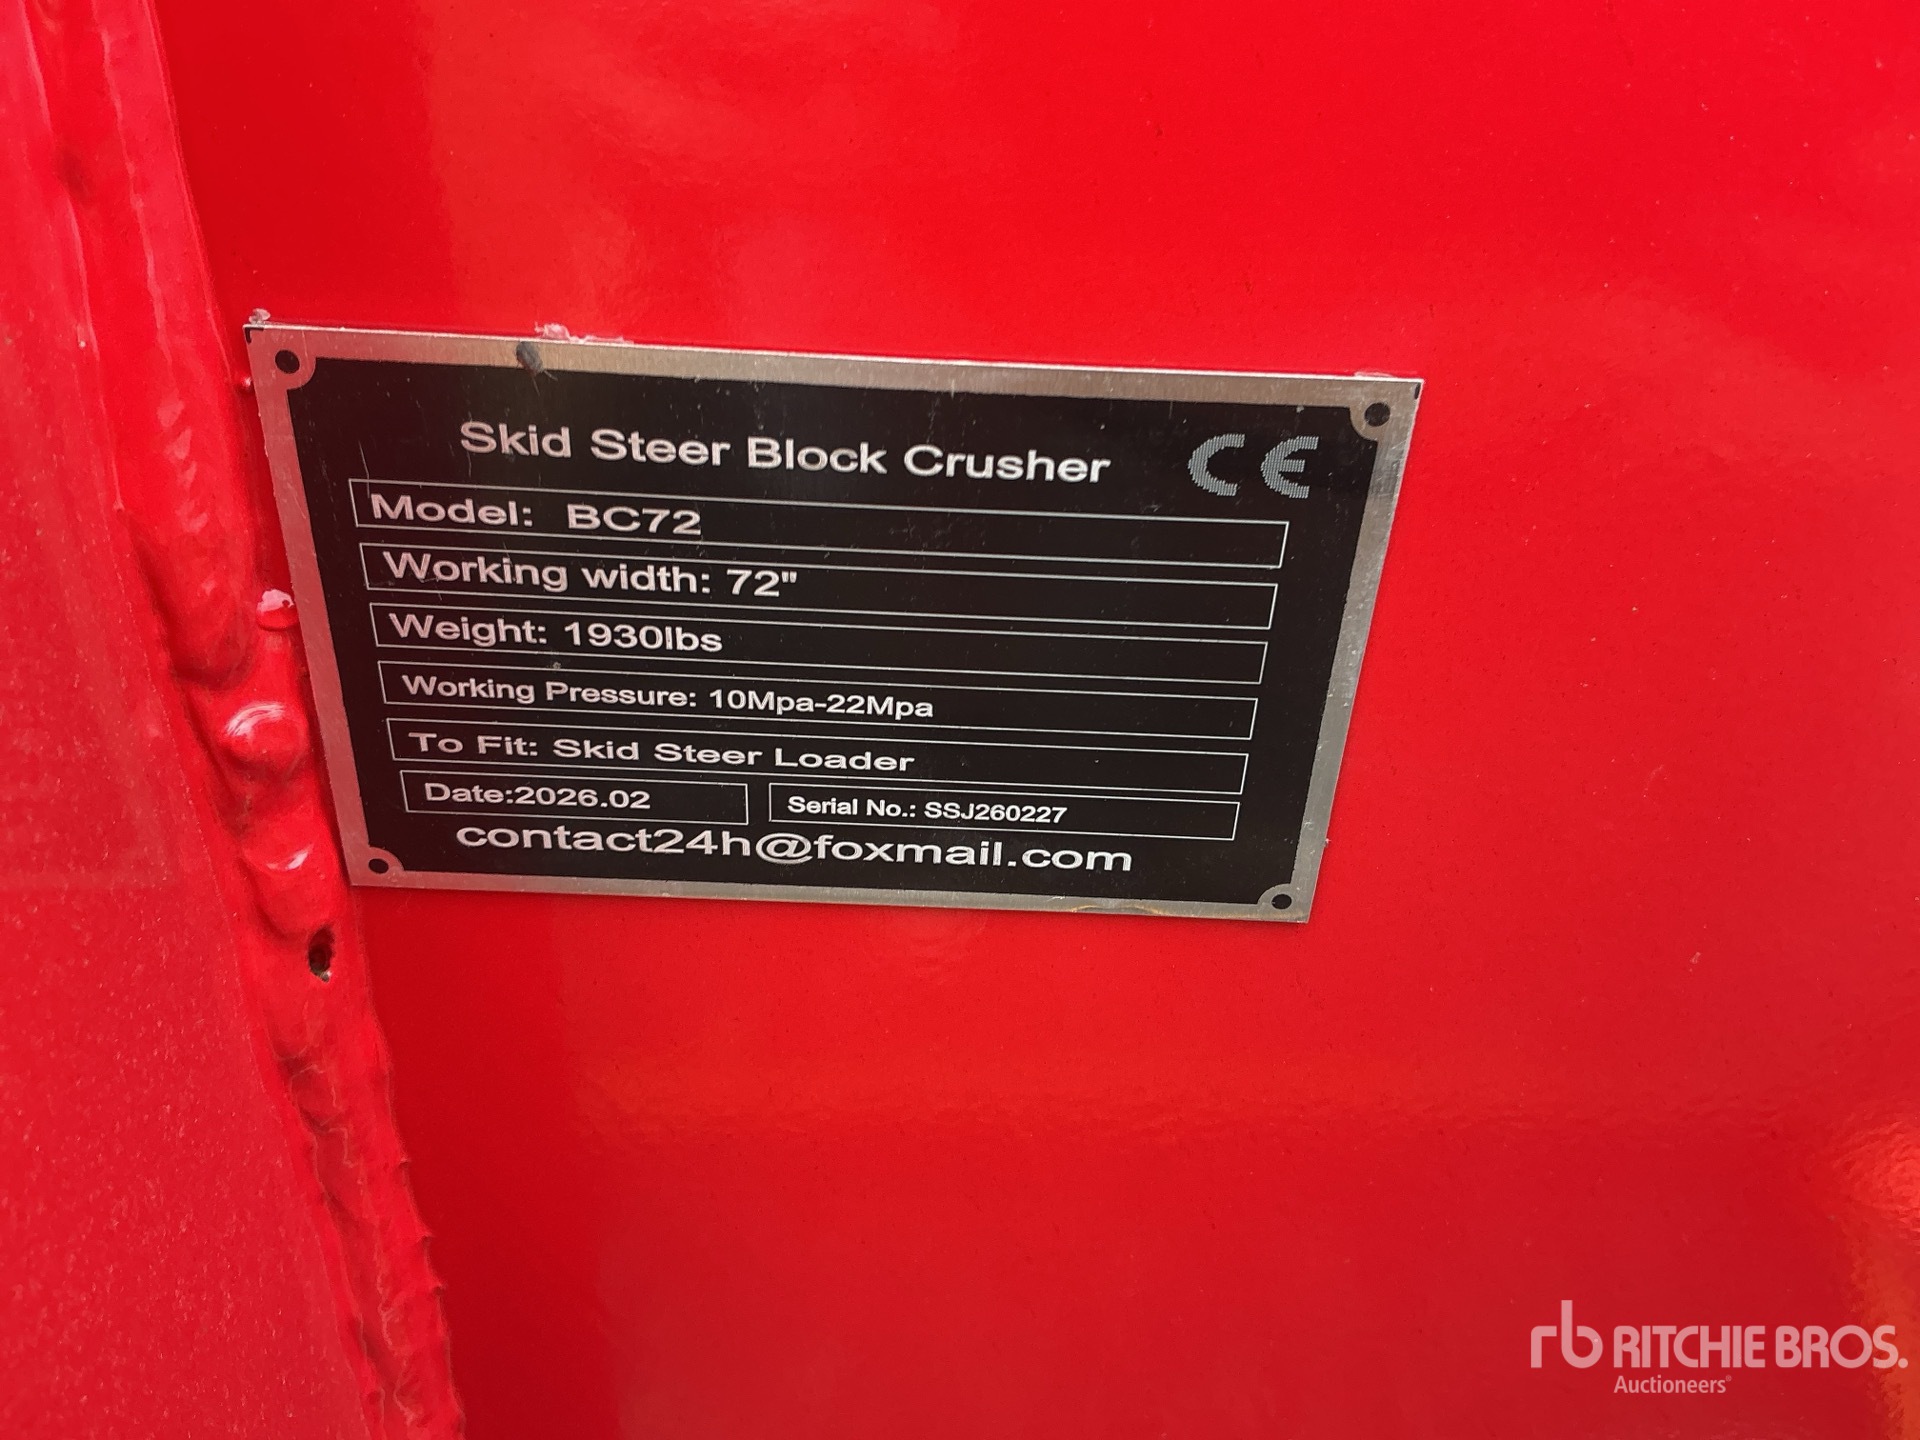 Skid Steer Block Crusher CE
Model: BC72
Working width: 72"
Weight: 1930lbs
Working Pressure: 10Mpa-22Mpa
To Fit: Skid Steer Loader
Date:2026.02 Serial No.: SSJ260227
contact24h@foxmail.com
rb RITCHIE BROS.
Auctioneers®